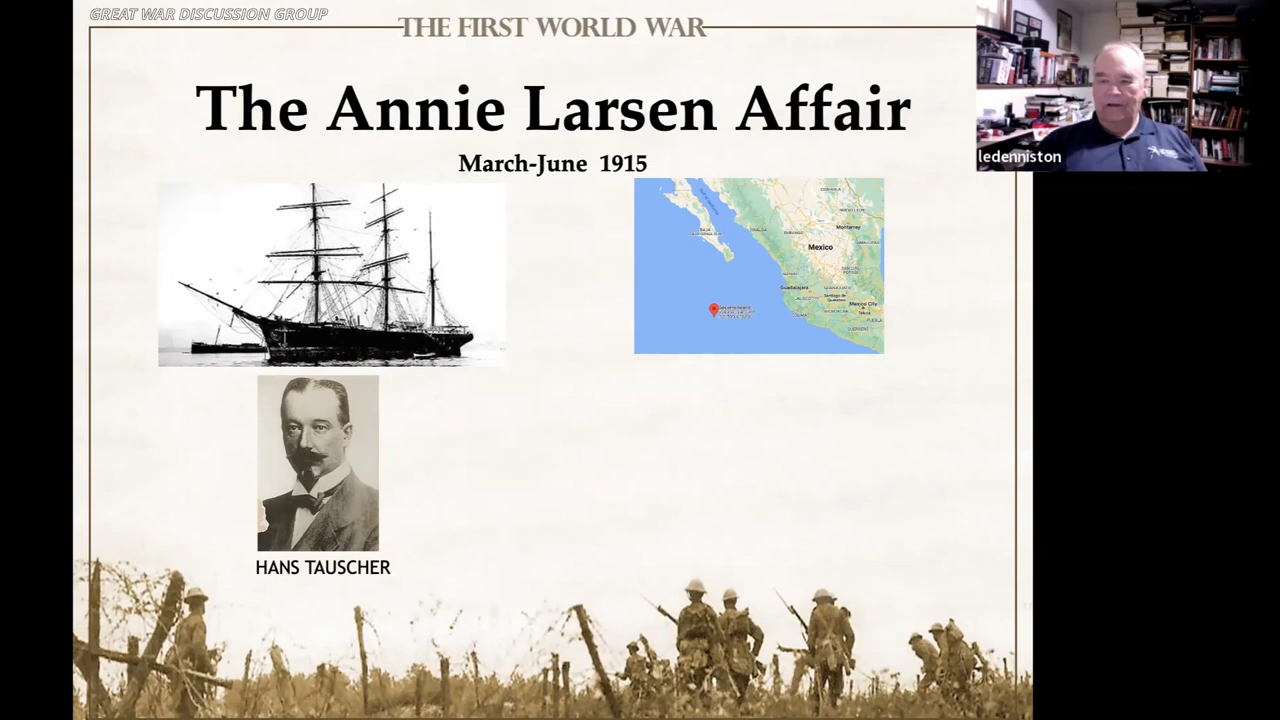 GREAT WAR DISCUSSION GROUP
THE FIRST WORLD WAR
The Annie Larsen Affair
March-June 1915
ledenniston
Monterrey
Mexico
Guadalajara
Mexico City
HANS TAUSCHER